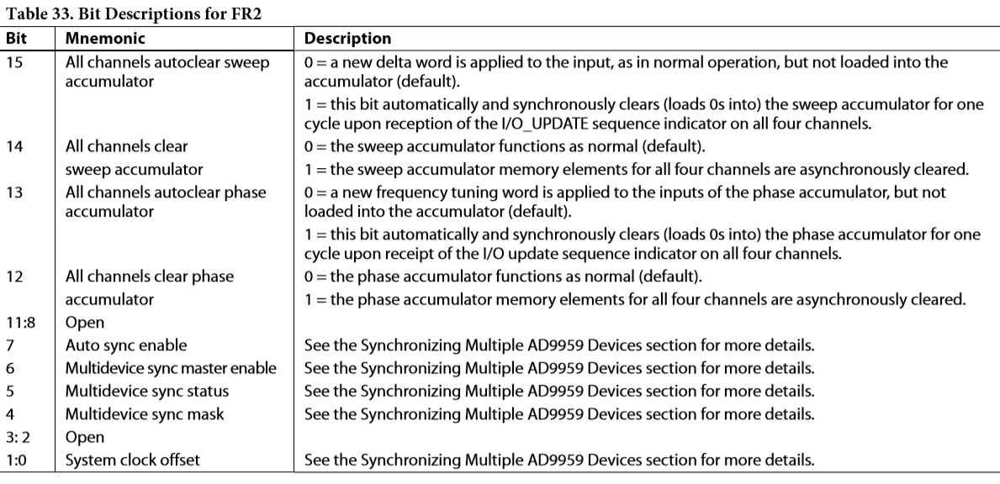 Table 33. Bit Descriptions for FR2
Bit Mnemonic Description
15 All channels autoclear sweep 0 = a new delta word is applied to the input, as in normal operation, but not loaded into the
accumulator accumulator (default).
1 = this bit automatically and synchronously clears (loads 0s into) the sweep accumulator for one
cycle upon reception of the I/O_UPDATE sequence indicator on all four channels.
14 All channels clear 0 = the sweep accumulator functions as normal (default).
sweep accumulator 1 = the sweep accumulator memory elements for all four channels are asynchronously cleared.
13 All channels autoclear phase 0 = a new frequency tuning word is applied to the inputs of the phase accumulator, but not
accumulator loaded into the accumulator (default).
1 = this bit automatically and synchronously clears (loads 0s into) the phase accumulator for one
cycle upon receipt of the I/O update sequence indicator on all four channels.
12 All channels clear phase 0 = the phase accumulator functions as normal (default).
accumulator 1 = the phase accumulator memory elements for all four channels are asynchronously cleared.
11:8 Open
7 Auto sync enable See the Synchronizing Multiple AD9959 Devices section for more details.
6 Multidevice sync master enable See the Synchronizing Multiple AD9959 Devices section for more details.
5 Multidevice sync status See the Synchronizing Multiple AD9959 Devices section for more details.
4 Multidevice sync mask See the Synchronizing Multiple AD9959 Devices section for more details.
3: 2 Open
1:0 System clock offset See the Synchronizing Multiple AD9959 Devices section for more details.